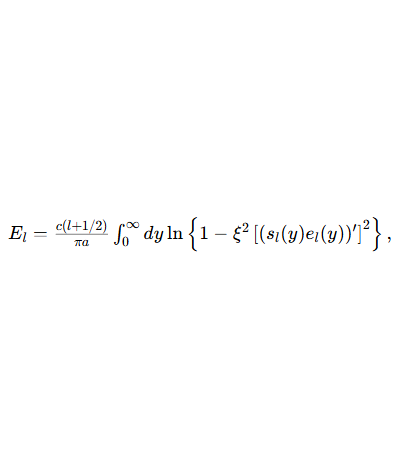 $E_l = \frac{c(l+1/2)}{\pi a} \int_0^\infty dy \ln \left\{ 1 - \xi^2 \left[ (s_l(y)e_l(y))' \right]^2 \right\},$